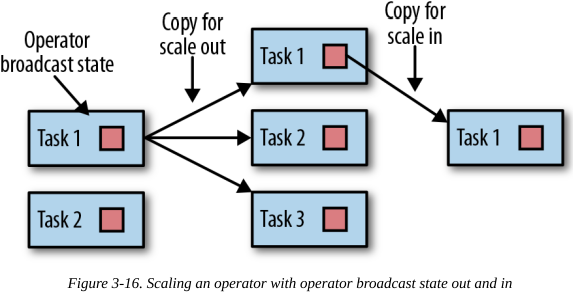 Operator
broadcast state
Copy for
scale out
Copy for
scale in
Task 1
Task 1
Task 2
Task 1
Task 2
Task 3
Figure 3-16. Scaling an operator with operator broadcast state out and in